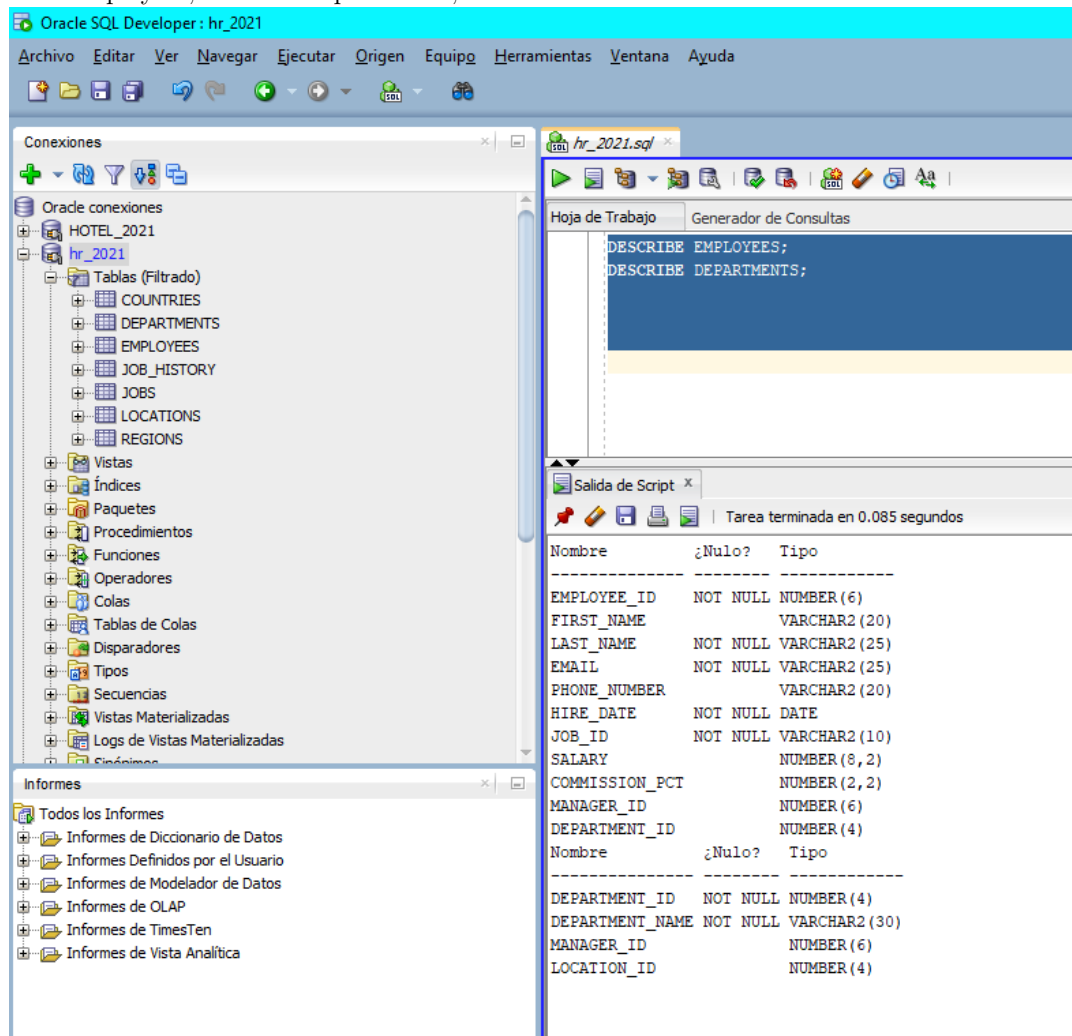 Oracle SQL Developer : hr_2021
Archivo Editar Ver Navegar Ejecutar Origen Equipo Herramientas Ventana Ayuda
Conexiones
Oracle conexiones
HOTEL_2021
hr_2021
Tablas (Filtrado)
COUNTRIES
DEPARTMENTS
EMPLOYEES
JOB_HISTORY
JOBS
LOCATIONS
REGIONS
Vistas
Índices
Paquetes
Procedimientos
Funciones
Operadores
Colas
Tablas de Colas
Disparadores
Tipos
Secuencias
Vistas Materializadas
Logs de Vistas Materializadas
Sinónimos
Informes
Todos los Informes
Informes de Diccionario de Datos
Informes Definidos por el Usuario
Informes de Modelador de Datos
Informes de OLAP
Informes de TimesTen
Informes de Vista Analítica
hr_2021.sql
Hoja de Trabajo Generador de Consultas
DESCRIBE EMPLOYEES;
DESCRIBE DEPARTMENTS;
Salida de Script
Tarea terminada en 0.085 segundos
Nombre ¿Nulo? Tipo
-------------- -------- ------------
EMPLOYEE_ID NOT NULL NUMBER(6)
FIRST_NAME VARCHAR2(20)
LAST_NAME NOT NULL VARCHAR2(25)
EMAIL NOT NULL VARCHAR2(25)
PHONE_NUMBER VARCHAR2(20)
HIRE_DATE NOT NULL DATE
JOB_ID NOT NULL VARCHAR2(10)
SALARY NUMBER(8,2)
COMMISSION_PCT NUMBER(2,2)
MANAGER_ID NUMBER(6)
DEPARTMENT_ID NUMBER(4)
Nombre ¿Nulo? Tipo
--------------- -------- ------------
DEPARTMENT_ID NOT NULL NUMBER(4)
DEPARTMENT_NAME NOT NULL VARCHAR2(30)
MANAGER_ID NUMBER(6)
LOCATION_ID NUMBER(4)